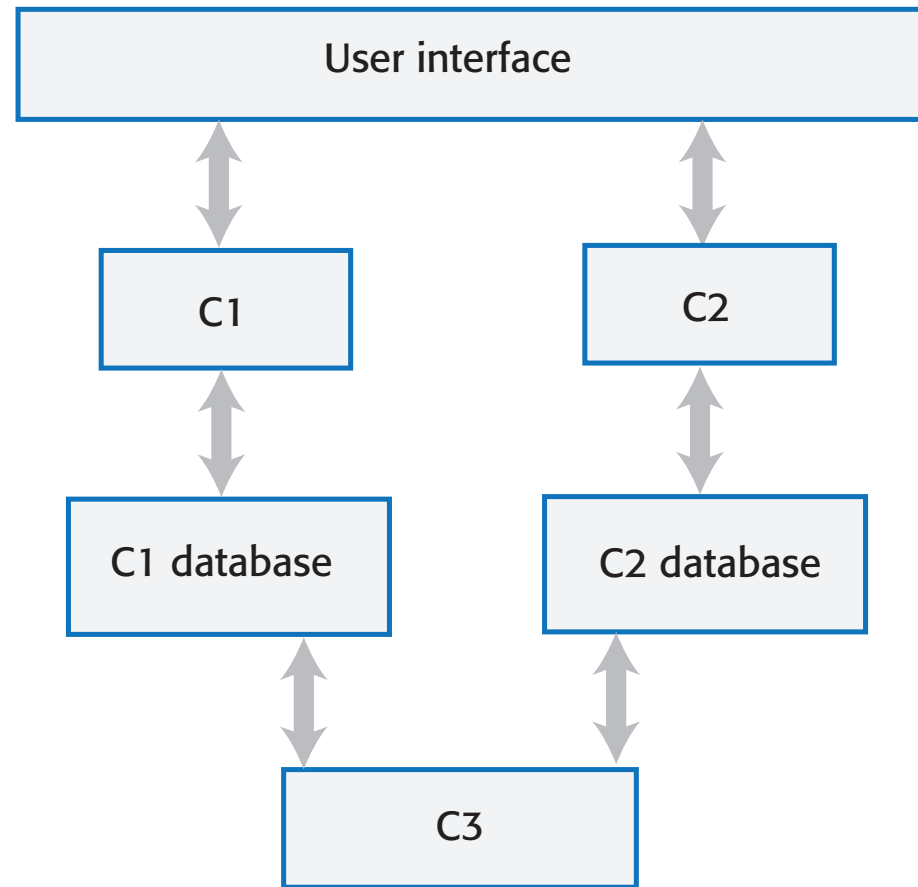 User interface
C1
C2
C1 database
C2 database
C3